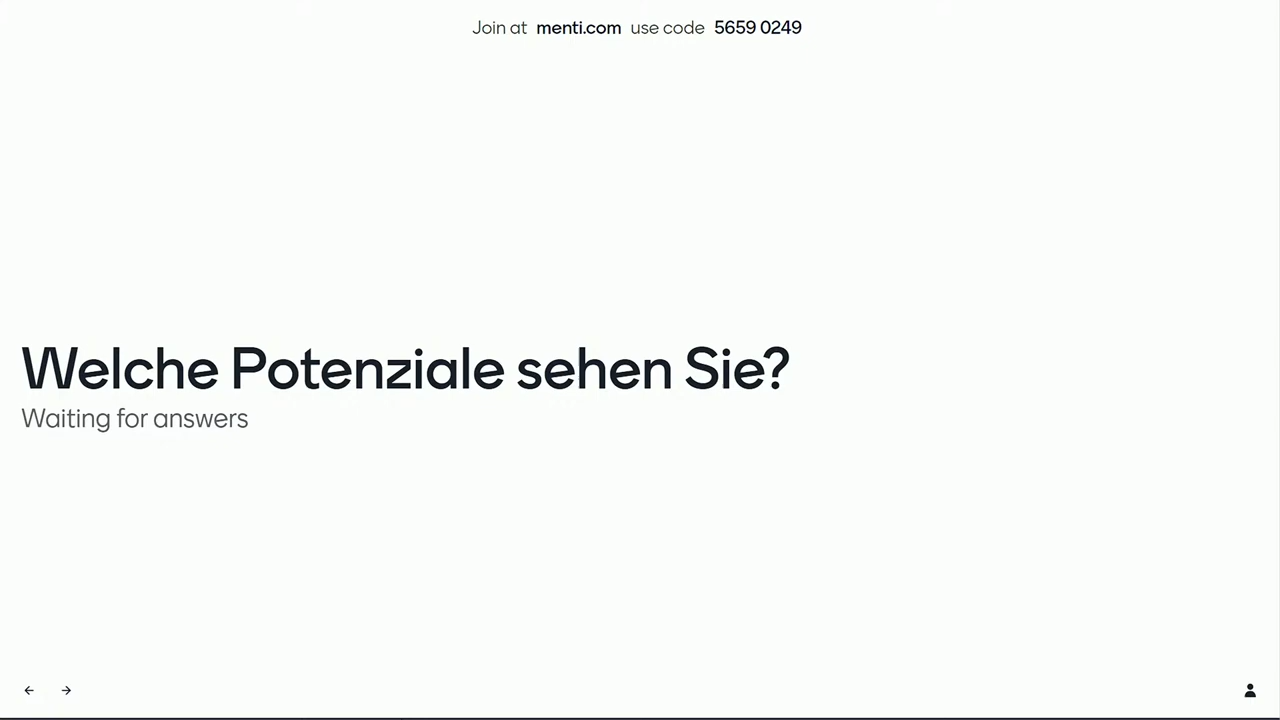 Join at menti.com use code 5659 0249
Welche Potenziale sehen Sie?
Waiting for answers